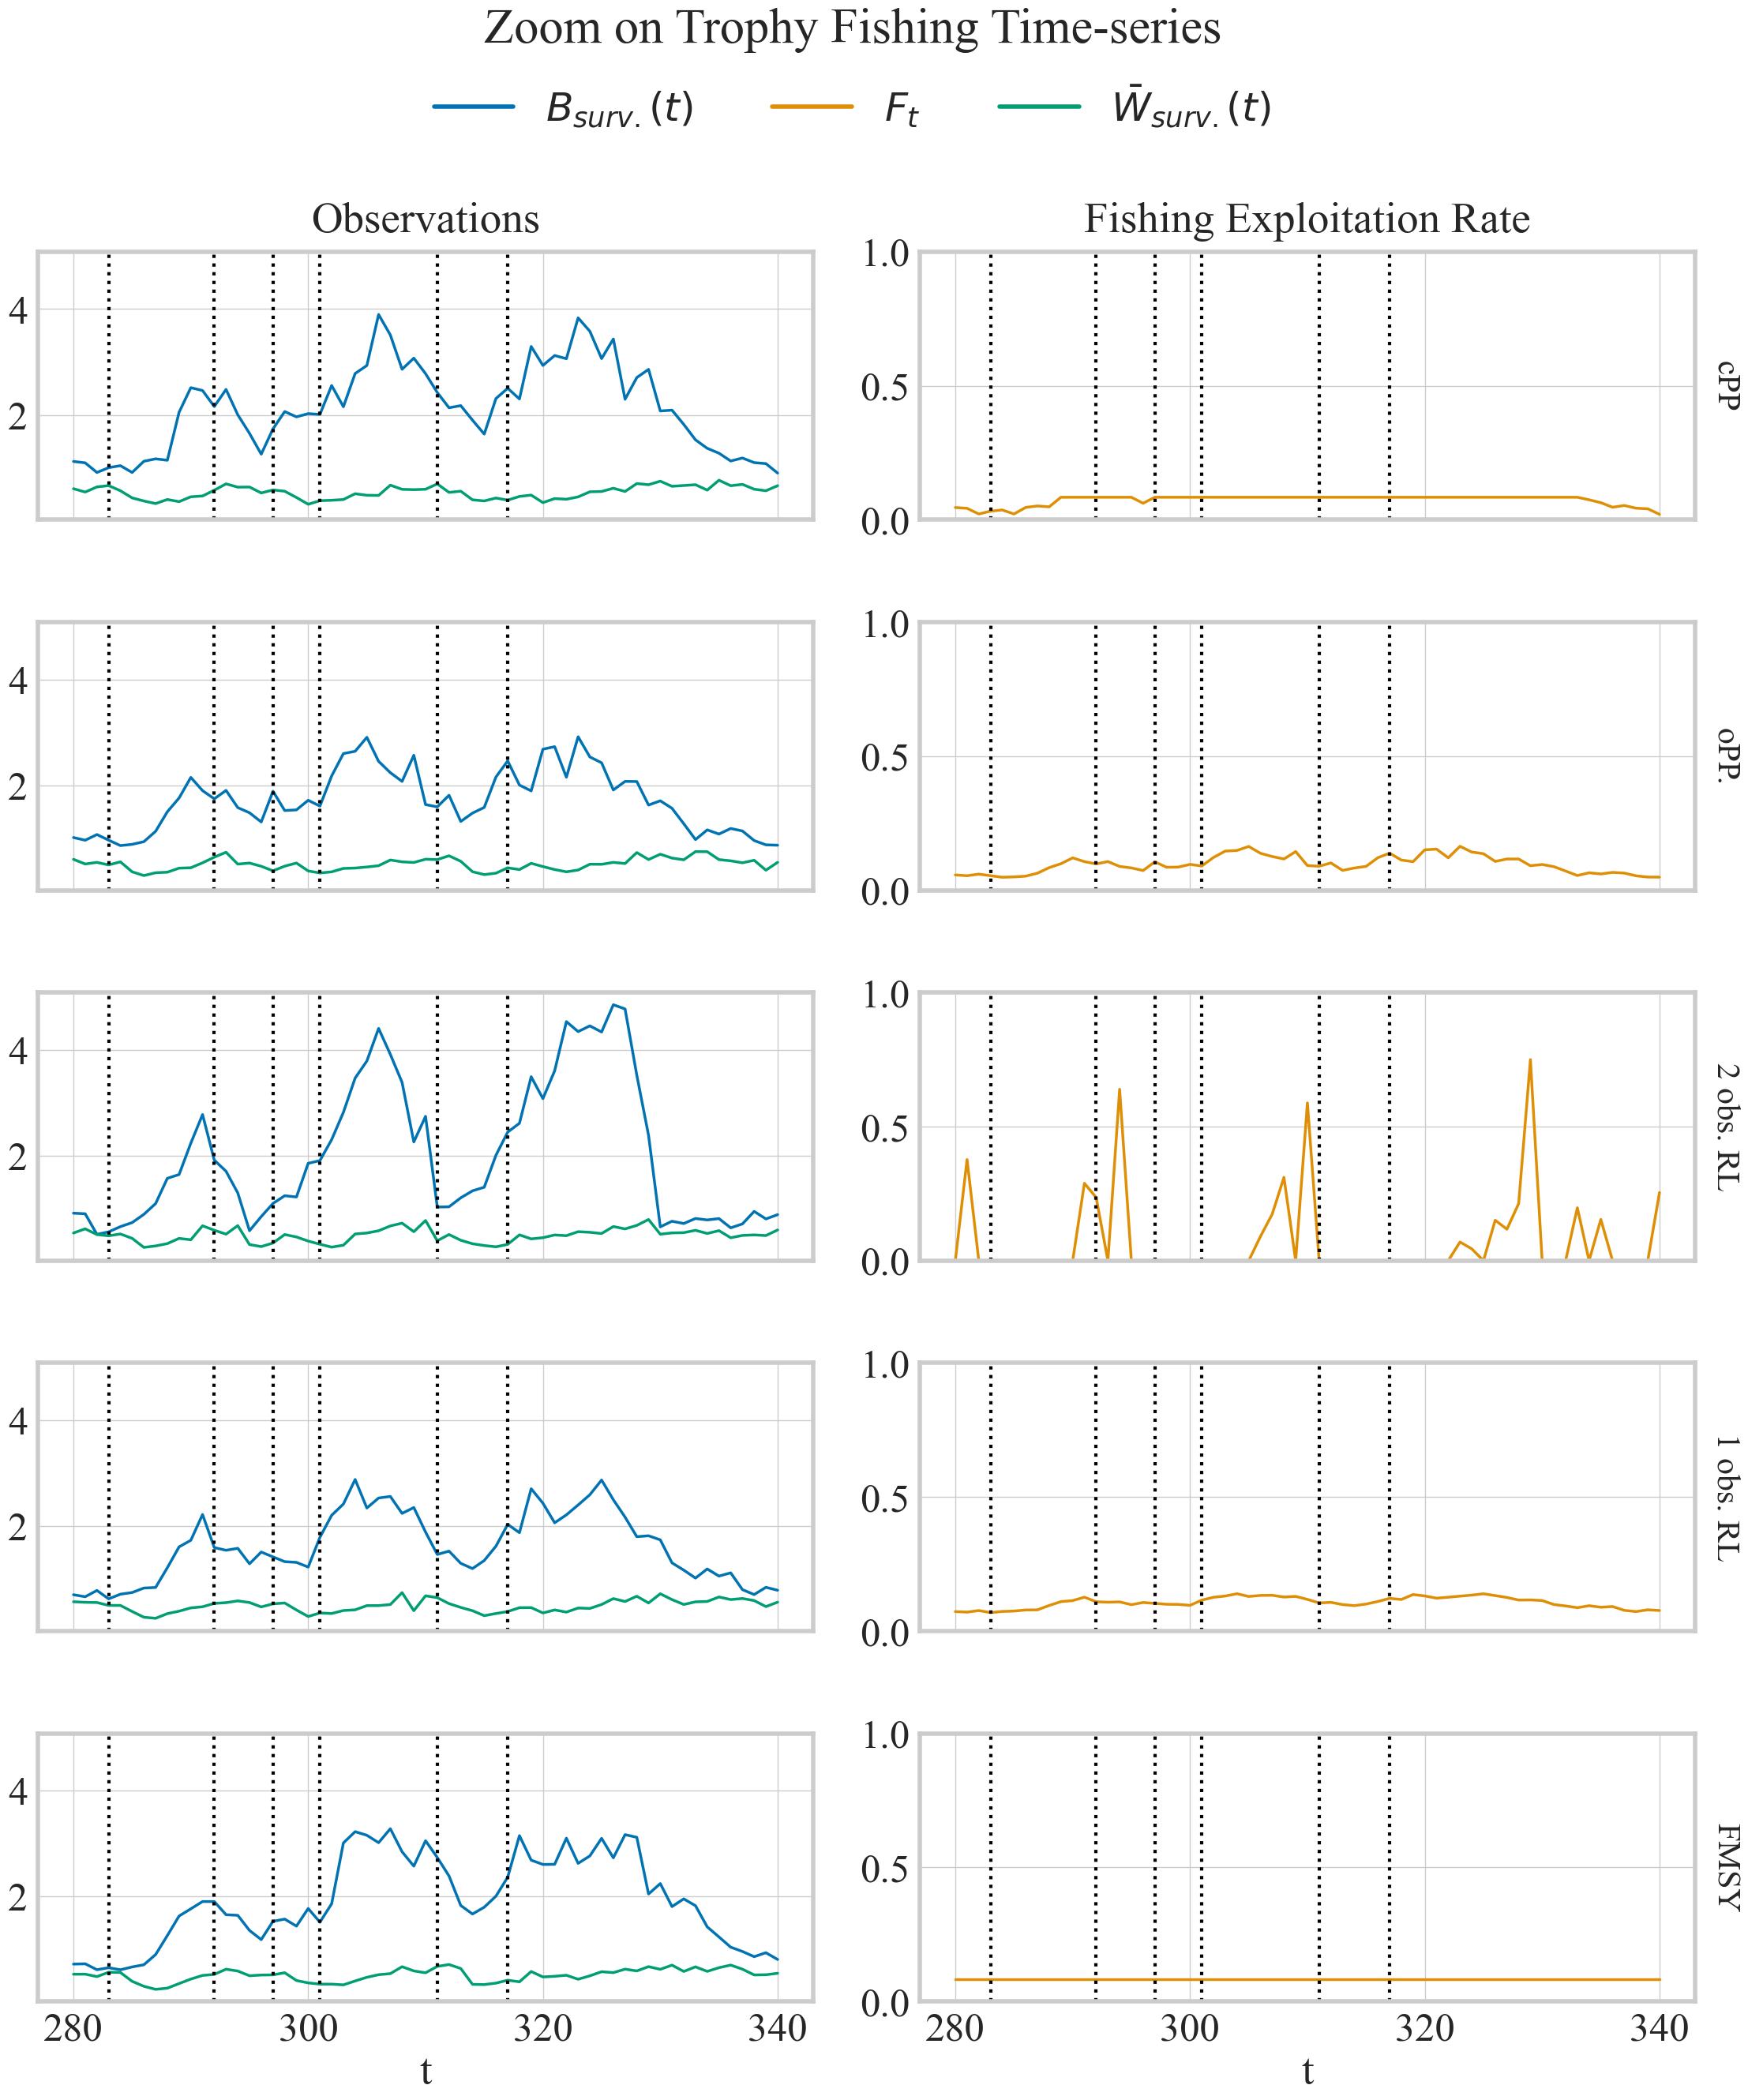 Zoom on Trophy Fishing Time-series
B_surv.(t) F_t W̄_surv.(t)
Observations
Fishing Exploitation Rate
4
2
1.0
0.5
0.0
cPP
4
2
1.0
0.5
0.0
oPP.
4
2
1.0
0.5
0.0
2 obs. RL
4
2
1.0
0.5
0.0
1 obs. RL
4
2
1.0
0.5
0.0
FMSY
280 300 320 340
t
280 300 320 340
t